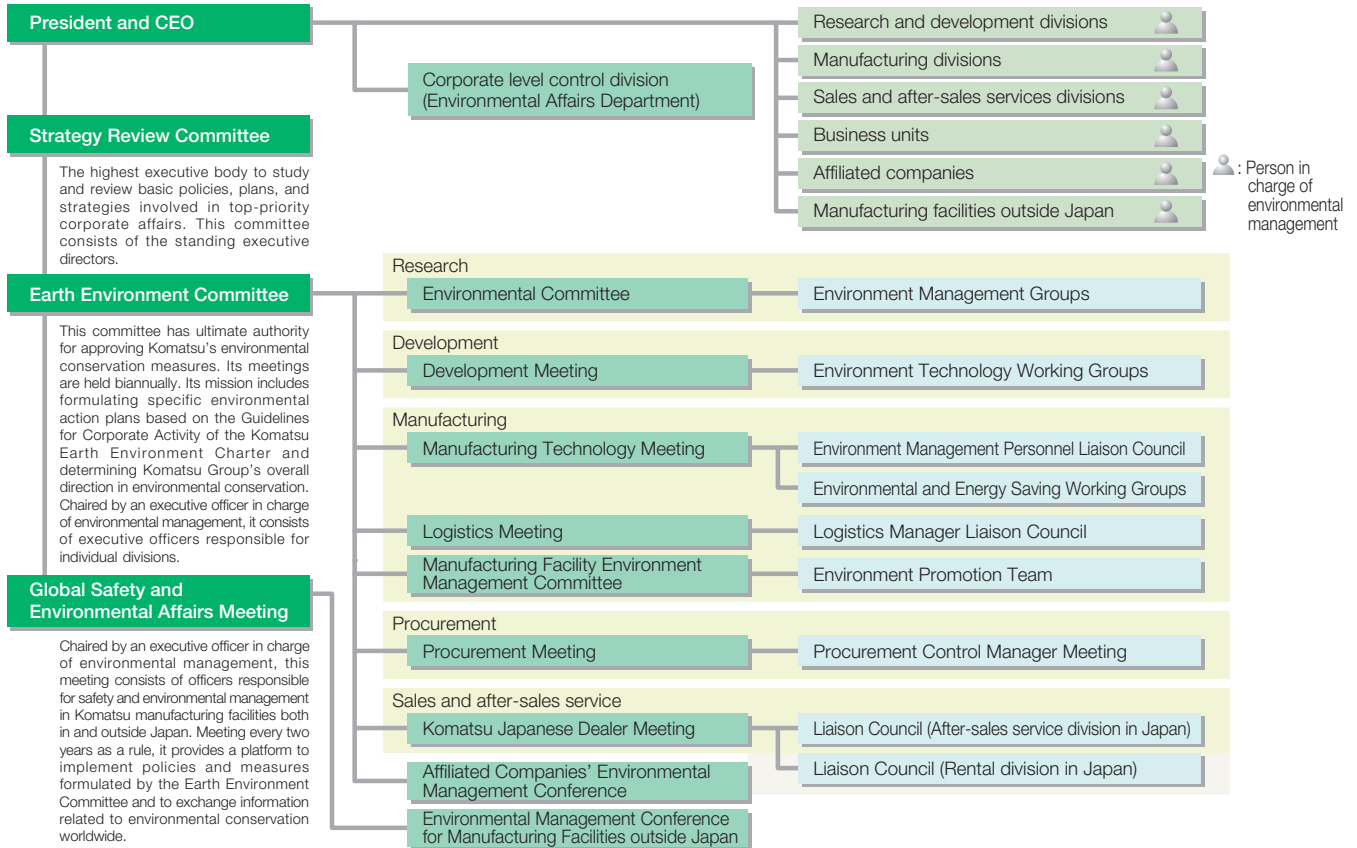 President and CEO
Research and development divisions
Manufacturing divisions
Corporate level control division
(Environmental Affairs Department)
Sales and after-sales services divisions
Business units
Affiliated companies
Manufacturing facilities outside Japan
: Person in
charge of
environmental
management
Strategy Review Committee
The highest executive body to study
and review basic policies, plans, and
strategies involved in top-priority
corporate affairs. This committee
consists of the standing executive
directors.
Earth Environment Committee
This committee has ultimate authority
for approving Komatsu's environmental
conservation measures. Its meetings
are held biannually. Its mission includes
formulating specific environmental
action plans based on the Guidelines
for Corporate Activity of the Komatsu
Earth Environment Charter and
determining Komatsu Group's overall
direction in environmental conservation.
Chaired by an executive officer in charge
of environmental management, it consists
of executive officers responsible for
individual divisions.
Research
Environmental Committee
Environment Management Groups
Development
Development Meeting
Environment Technology Working Groups
Manufacturing
Manufacturing Technology Meeting
Environment Management Personnel Liaison Council
Environmental and Energy Saving Working Groups
Logistics Meeting
Logistics Manager Liaison Council
Manufacturing Facility Environment
Management Committee
Environment Promotion Team
Procurement
Procurement Meeting
Procurement Control Manager Meeting
Sales and after-sales service
Komatsu Japanese Dealer Meeting
Liaison Council (After-sales service division in Japan)
Liaison Council (Rental division in Japan)
Affiliated Companies' Environmental
Management Conference
Global Safety and
Environmental Affairs Meeting
Chaired by an executive officer in charge
of environmental management, this
meeting consists of officers responsible
for safety and environmental management
in Komatsu manufacturing facilities both
in and outside Japan. Meeting every two
years as a rule, it provides a platform to
implement policies and measures
formulated by the Earth Environment
Committee and to exchange information
related to environmental conservation
worldwide.
Environmental Management Conference
for Manufacturing Facilities outside Japan